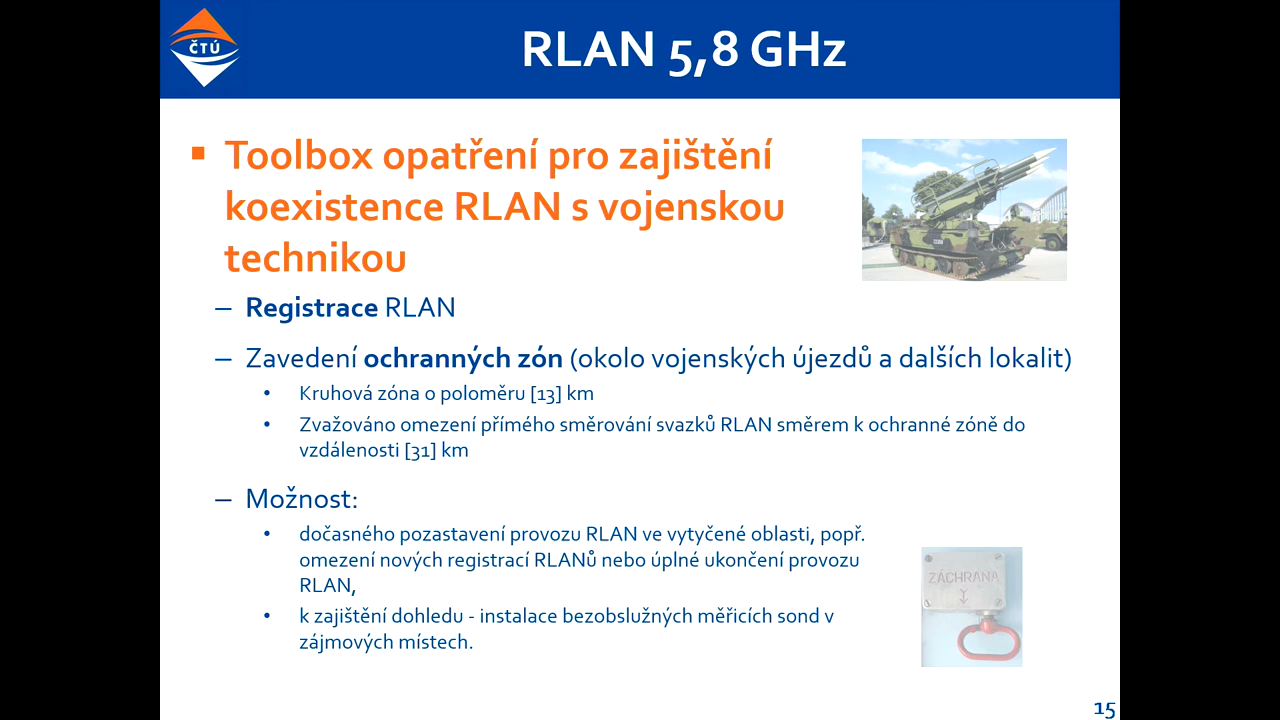 ČTÚ
RLAN 5,8 GHz
▪ Toolbox opatření pro zajištění
koexistence RLAN s vojenskou
technikou
– Registrace RLAN
– Zavedení ochranných zón (okolo vojenských újezdů a dalších lokalit)
• Kruhová zóna o poloměru [13] km
• Zvažováno omezení přímého směrování svazků RLAN směrem k ochranné zóně do
vzdálenosti [31] km
– Možnost:
• dočasného pozastavení provozu RLAN ve vytyčené oblasti, popř.
omezení nových registrací RLANů nebo úplné ukončení provozu
RLAN,
• k zajištění dohledu - instalace bezobslužných měřicích sond v
zájmových místech.
ZÁCHRANA
15